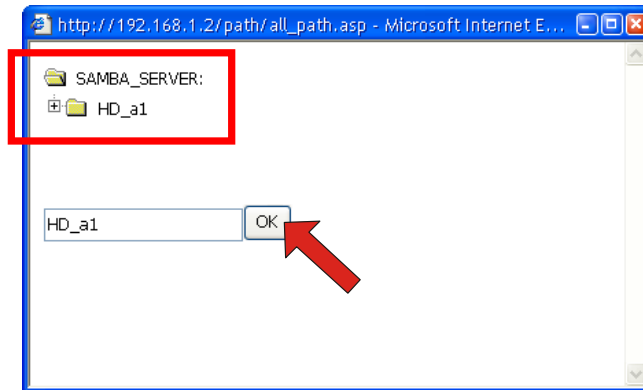 http://192.168.1.2/path/all_path.asp - Microsoft Internet E...
SAMBA_SERVER:
HD_a1
HD_a1
OK